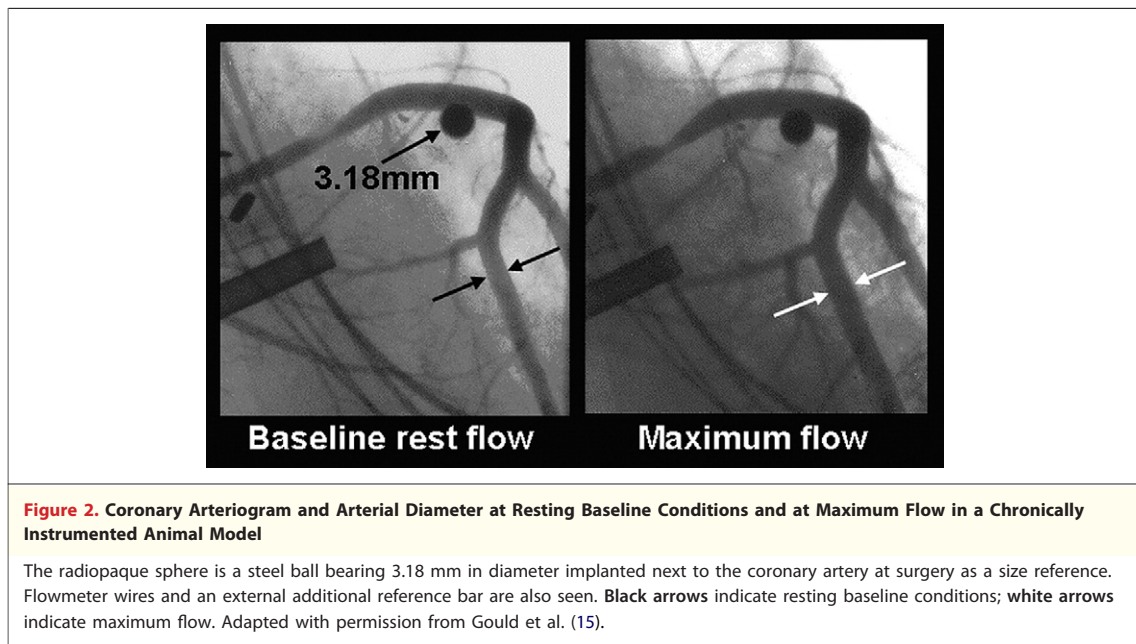 3.18mm
Baseline rest flow
Maximum flow
Figure 2. Coronary Arteriogram and Arterial Diameter at Resting Baseline Conditions and at Maximum Flow in a Chronically
Instrumented Animal Model
The radiopaque sphere is a steel ball bearing 3.18 mm in diameter implanted next to the coronary artery at surgery as a size reference.
Flowmeter wires and an external additional reference bar are also seen. Black arrows indicate resting baseline conditions; white arrows
indicate maximum flow. Adapted with permission from Gould et al. (15).